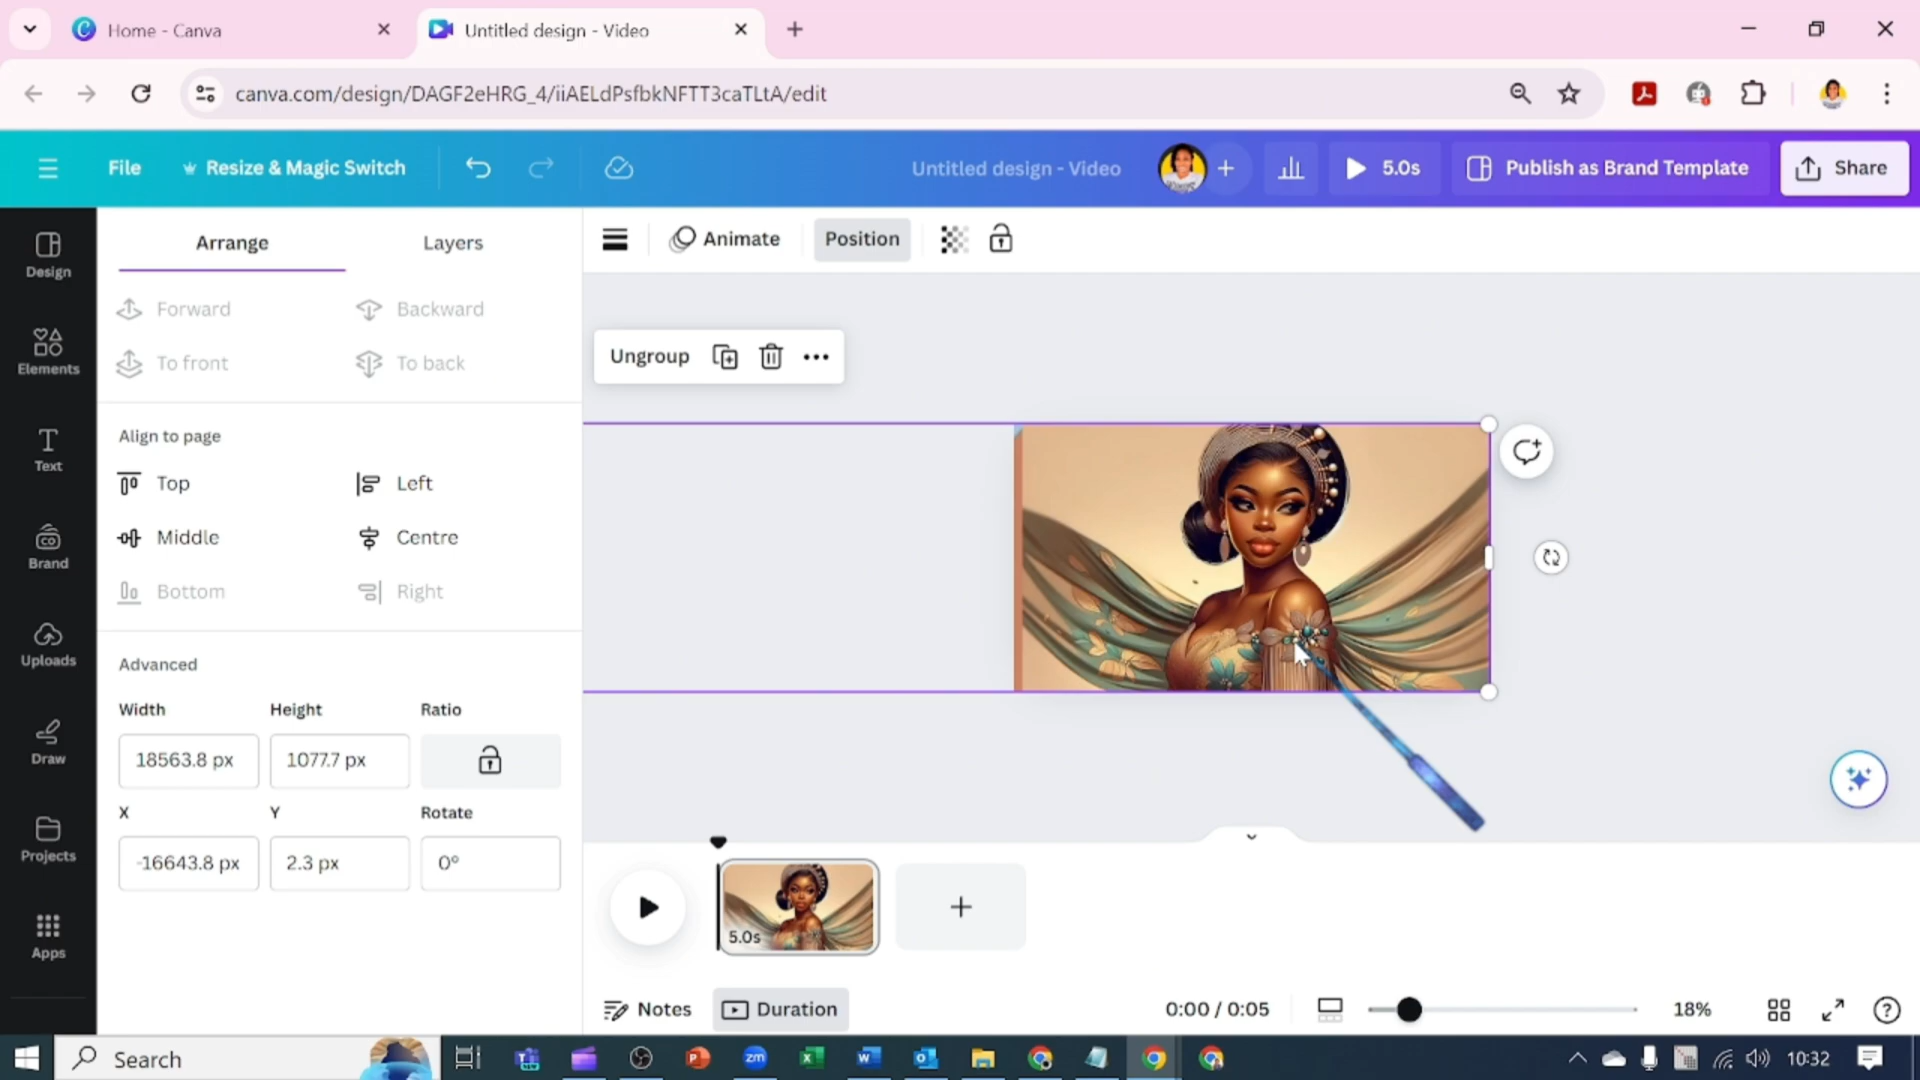 Home - Canva
Untitled design - Video
canva.com/design/DAGF2eHRG_4/iiAELdPsfbkNFTT3caTLtA/edit
File
Resize & Magic Switch
Untitled design - Video
5.0s
Publish as Brand Template
Share
Design
Elements
Text
Brand
Uploads
Draw
Projects
Apps
Arrange
Layers
Forward
Backward
To front
To back
Align to page
Top
Left
Middle
Centre
Bottom
Right
Advanced
Width
Height
Ratio
18563.8 px
1077.7 px
X
Y
Rotate
-16643.8 px
2.3 px
0°
Animate
Position
Ungroup
5.0s
Notes
Duration
0:00 / 0:05
18%
Search
10:32